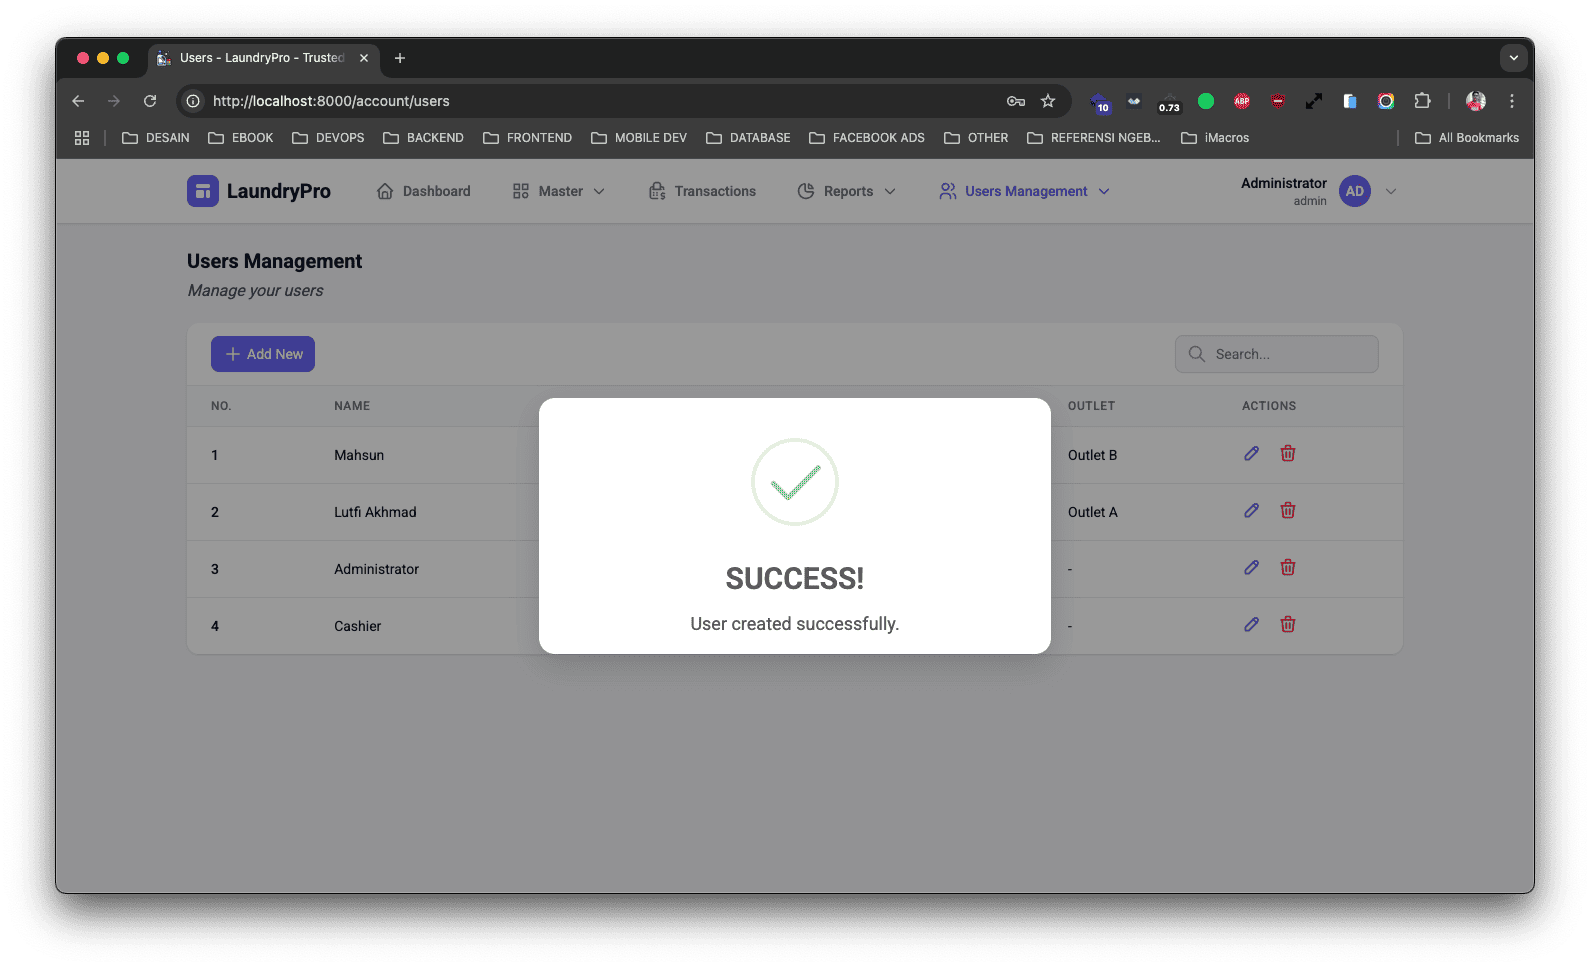 Users - LaundryPro - Trusted
http://localhost:8000/account/users
10
0.73
ABP
DESAIN
EBOOK
DEVOPS
BACKEND
FRONTEND
MOBILE DEV
DATABASE
FACEBOOK ADS
OTHER
REFERENSI NGEB...
iMacros
All Bookmarks
LaundryPro
Dashboard
Master
Transactions
Reports
Users Management
Administrator
admin
AD
Users Management
Manage your users
Add New
Search...
NO.
NAME
OUTLET
ACTIONS
1
Mahsun
Outlet B
2
Lutfi Akhmad
Outlet A
3
Administrator
-
4
Cashier
-
SUCCESS!
User created successfully.